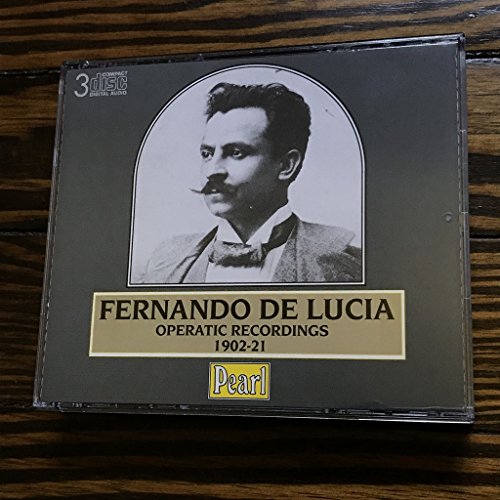 3 COMPACT
disc
DIGITAL AUDIO
FERNANDO DE LUCIA
OPERATIC RECORDINGS
1902-21
Pearl